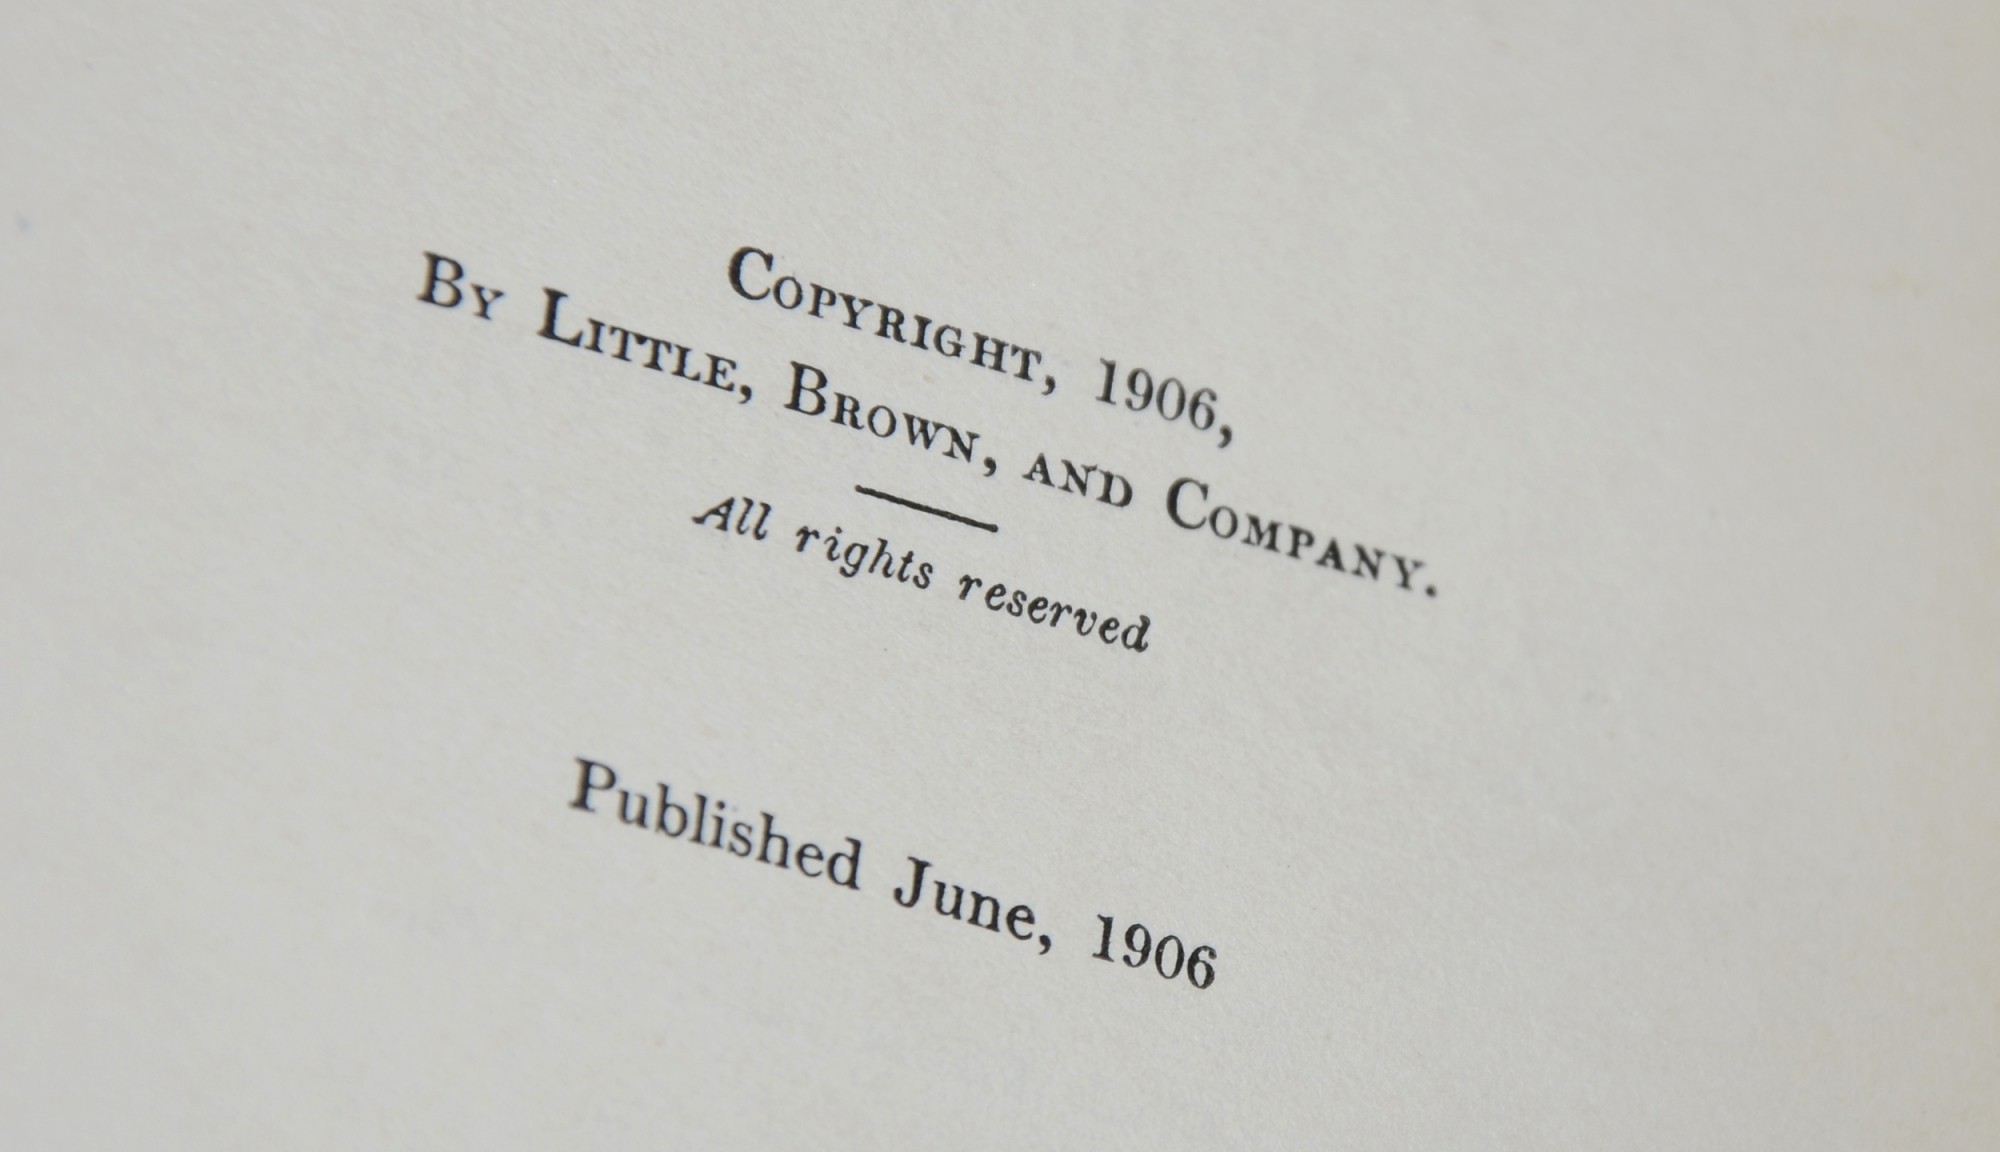 Copyright, 1906,
By Little, Brown, and Company.
All rights reserved
Published June, 1906